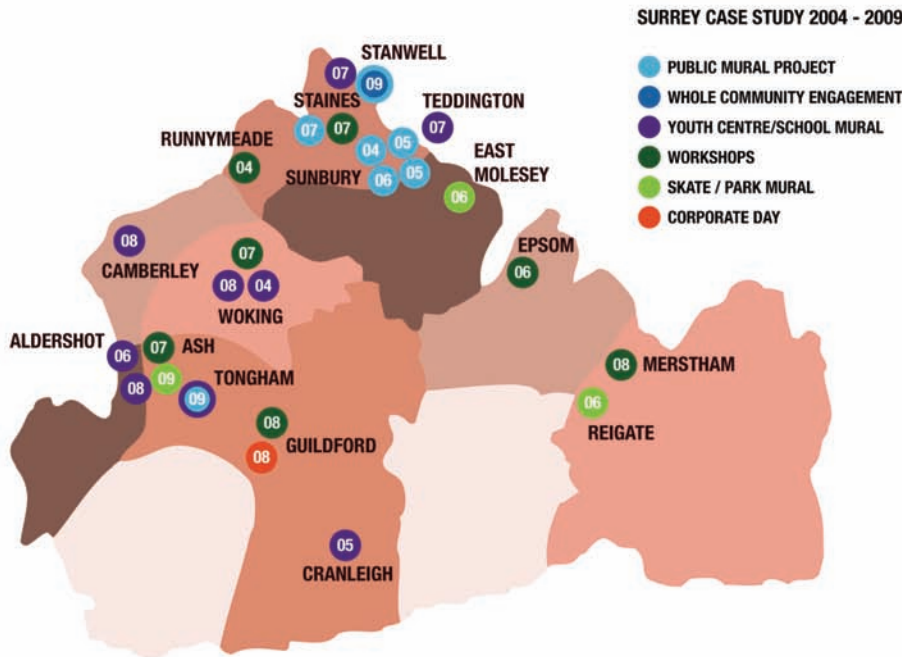 SURREY CASE STUDY 2004 - 2009
PUBLIC MURAL PROJECT
WHOLE COMMUNITY ENGAGEMENT
YOUTH CENTRE/SCHOOL MURAL
WORKSHOPS
SKATE / PARK MURAL
CORPORATE DAY
STANWELL
07
09
STAINES
07
07
TEDDINGTON
07
RUNNYMEADE
04
04
05
SUNBURY
06
05
EAST
MOLESEY
06
08
CAMBERLEY
07
08
04
WOKING
EPSOM
06
ALDERSHOT
06
07
ASH
08
09
TONGHAM
09
08
MERSTHAM
06
REIGATE
08
GUILDFORD
08
05
CRANLEIGH